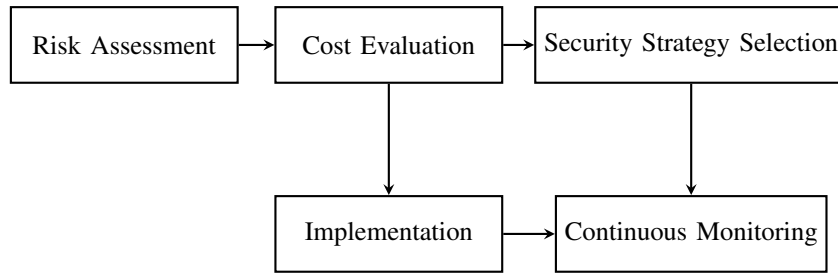 Risk Assessment
Cost Evaluation
Security Strategy Selection
Implementation
Continuous Monitoring